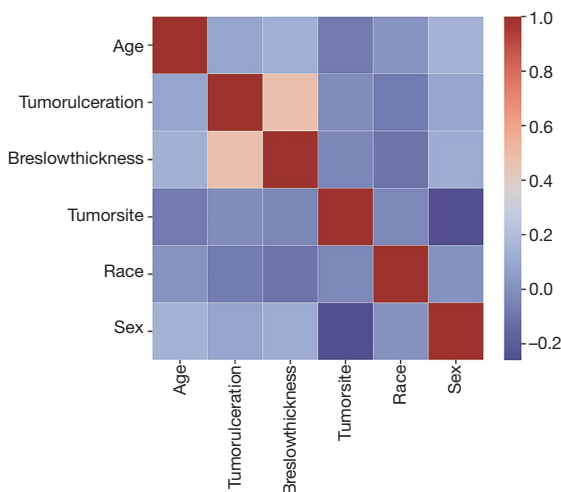 Age
Tumorulceration
Breslowthickness
Tumorsite
Race
Sex
Age
Tumorulceration
Breslowthickness
Tumorsite
Race
Sex
1.0
0.8
0.6
0.4
0.2
0.0
−0.2